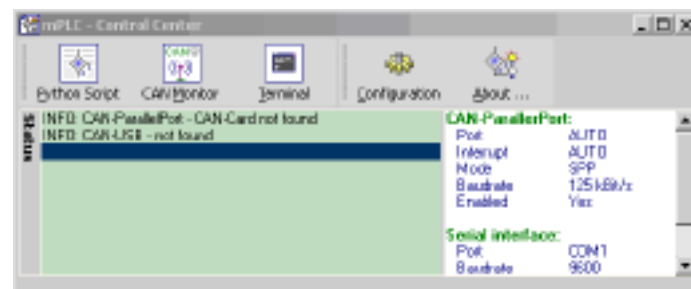 mPLC - Control Center
Python Script
CAN Monitor
Terminal
Configuration
About ...
Status
INFO: CAN-ParallelPort - CAN-Card not found
INFO: CAN-USB - not found
CAN-ParallerPort:
Port AUTO
Interrupt AUTO
Mode SPP
Baudrate 125 kBit/s
Enabled Yes
Serial interface:
Port COM1
Baudrate 9600